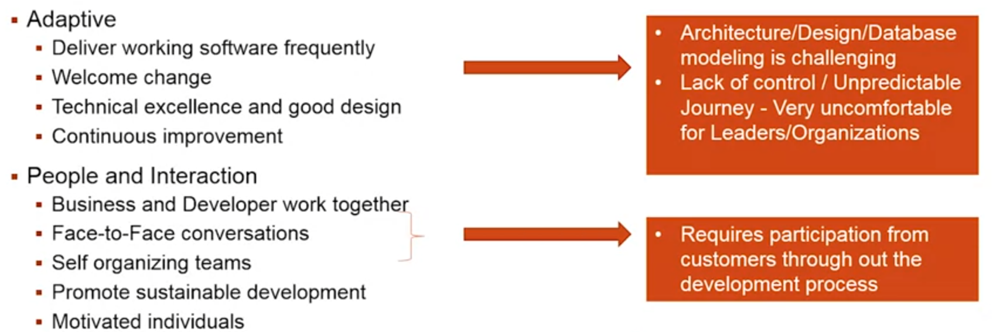 Adaptive
Deliver working software frequently
Welcome change
Technical excellence and good design
Continuous improvement
People and Interaction
Business and Developer work together
Face-to-Face conversations
Self organizing teams
Promote sustainable development
Motivated individuals
• Architecture/Design/Database
modeling is challenging
• Lack of control / Unpredictable
Journey - Very uncomfortable
for Leaders/Organizations
• Requires participation from
customers through out the
development process